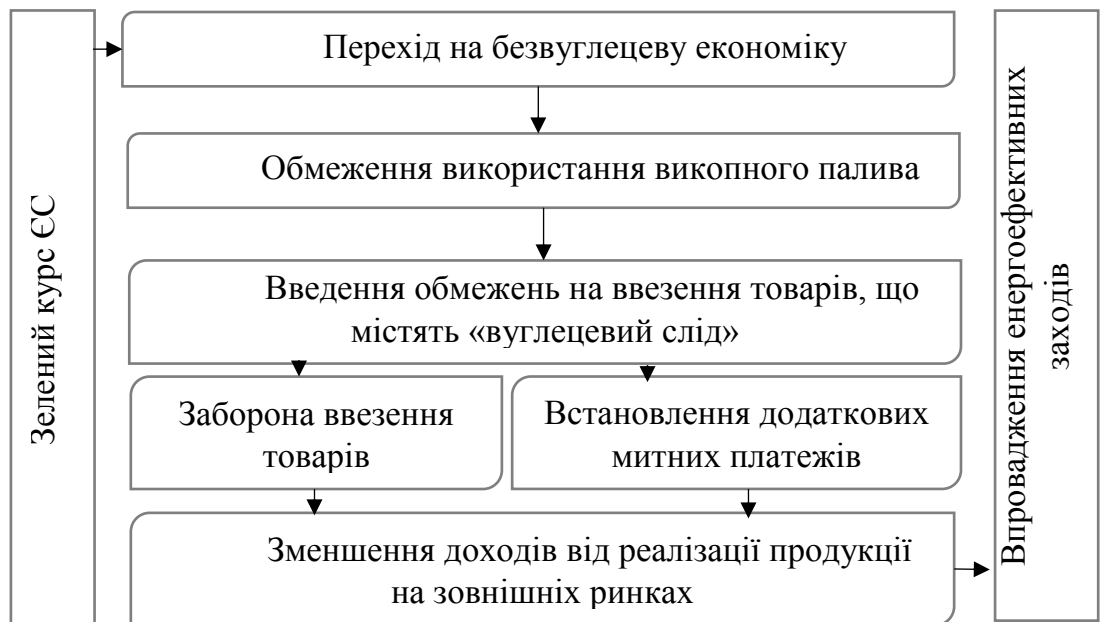 Зелений курс ЄС
Перехід на безвуглецеву економіку
Обмеження використання викопного палива
Введення обмежень на ввезення товарів, що
містять «вуглецевий слід»
Заборона ввезення
товарів
Встановлення додаткових
митних платежів
Зменшення доходів від реалізації продукції
на зовнішніх ринках
Впровадження енергоефективних
заходів